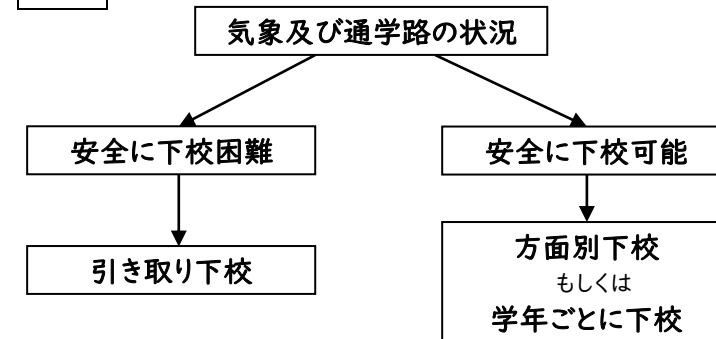 気象及び通学路の状況
安全に下校困難
安全に下校可能
引き取り下校
方面別下校
もしくは
学年ごとに下校